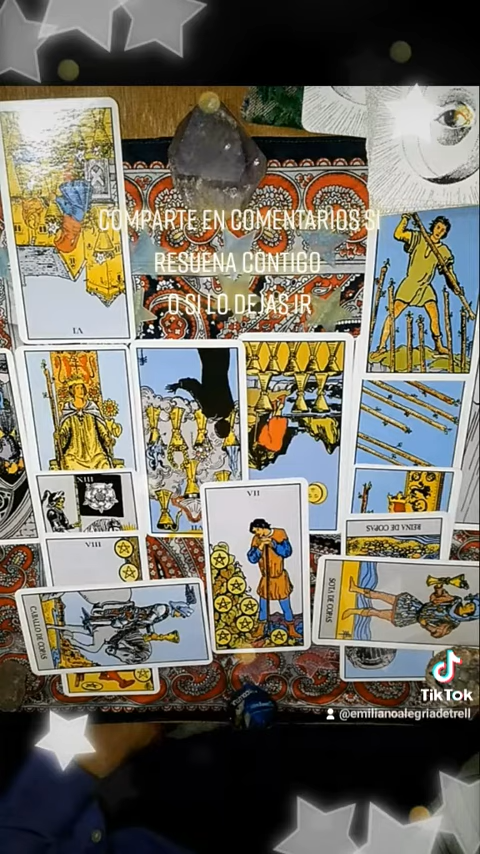 COMPARTE EN COMENTARIOS SI
RESUENA CONTIGO
O SI LO DEJAS IR
VI
VII
XIII
VIII
REINA DE COPAS
CABALLO DE COPAS
SOTA DE COPAS
TikTok
@emilianoalegriadetrell